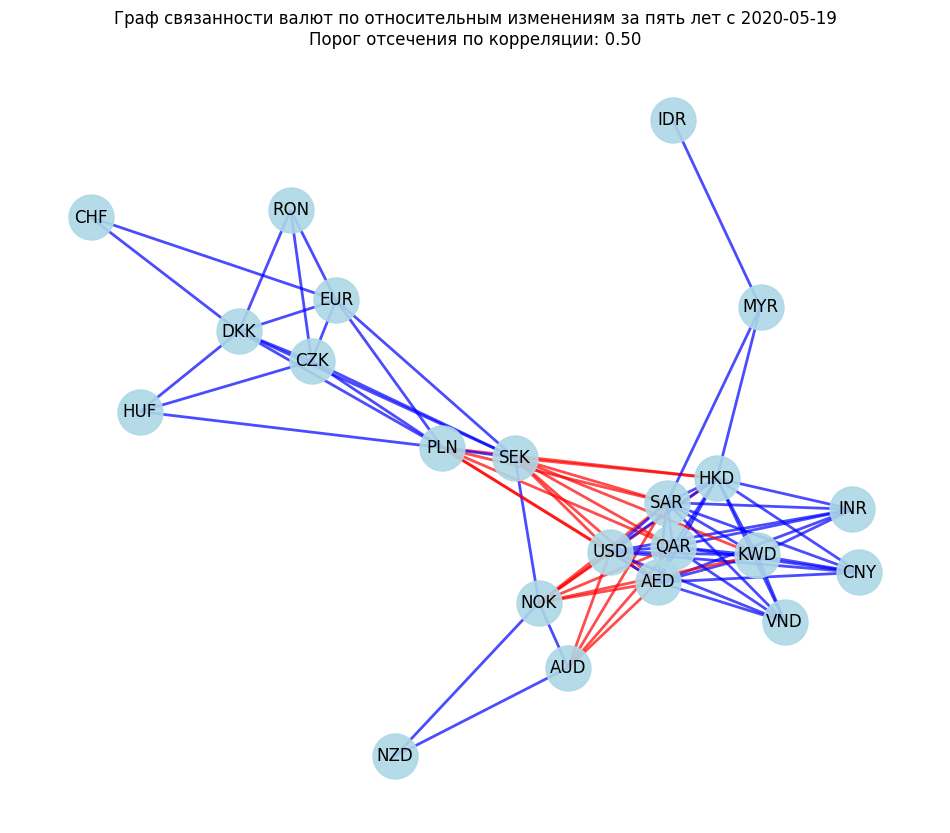 Граф связанности валют по относительным изменениям за пять лет с 2020-05-19
Порог отсечения по корреляции: 0.50
IDR
RON
CHF
EUR
MYR
DKK
CZK
HUF
PLN
SEK
HKD
SAR
INR
QAR
USD
KWD
CNY
AED
NOK
VND
AUD
NZD